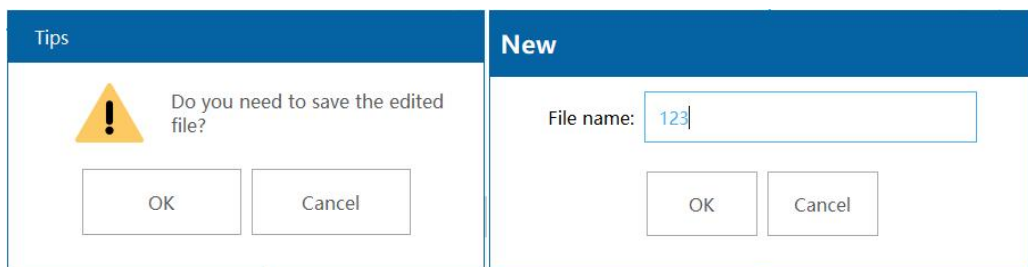 Tips
Do you need to save the edited
file?
OK
Cancel
New
File name:
123
OK
Cancel